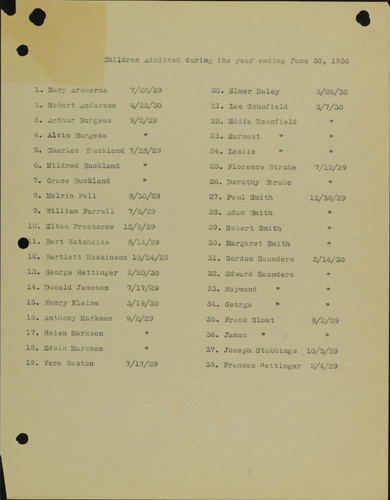 Children Admitted during the year ending June 30, 1930
1. Mary Archerda 7/25/29
2. Robert Anderson 4/22/30
3. Arthur Burgess 9/2/29
4. Alvin Burgess "
5. Charles Buckland 7/28/29
6. Mildred Buckland "
7. Grace Buckland "
8. Melvin Fell 8/30/29
9. William Farrell 7/6/29
10. Elton Freeborne 12/5/29
11. Bert Hotchkiss 8/14/29
12. Bartlett Hoskinson 10/24/29
13. George Hettinger 2/20/30
14. Donald Jameson 7/17/29
15. Henry Kleine 3/19/30
16. Anthony Markson 9/2/29
17. Helen Markson "
18. Edwin Markson "
19. Vera Gaston 7/17/29
20. Elmer Daley 3/26/30
21. Lee Schofield 3/7/30
22. Eddie Schofield "
23. Earnest " "
24. Leslie " "
25. Florence Strube 7/12/29
26. Dorothy Strube "
27. Paul Smith 12/30/29
28. Adam Smith "
29. Robert Smith "
30. Margaret Smith "
31. Gordon Saunders 2/14/30
32. Edward Saunders "
33. Raymond " "
34. George " "
35. Frank Sloat 8/2/29
36. James " "
37. Joseph Stubbings 10/5/29
38. Frances Hettinger 2/4/29